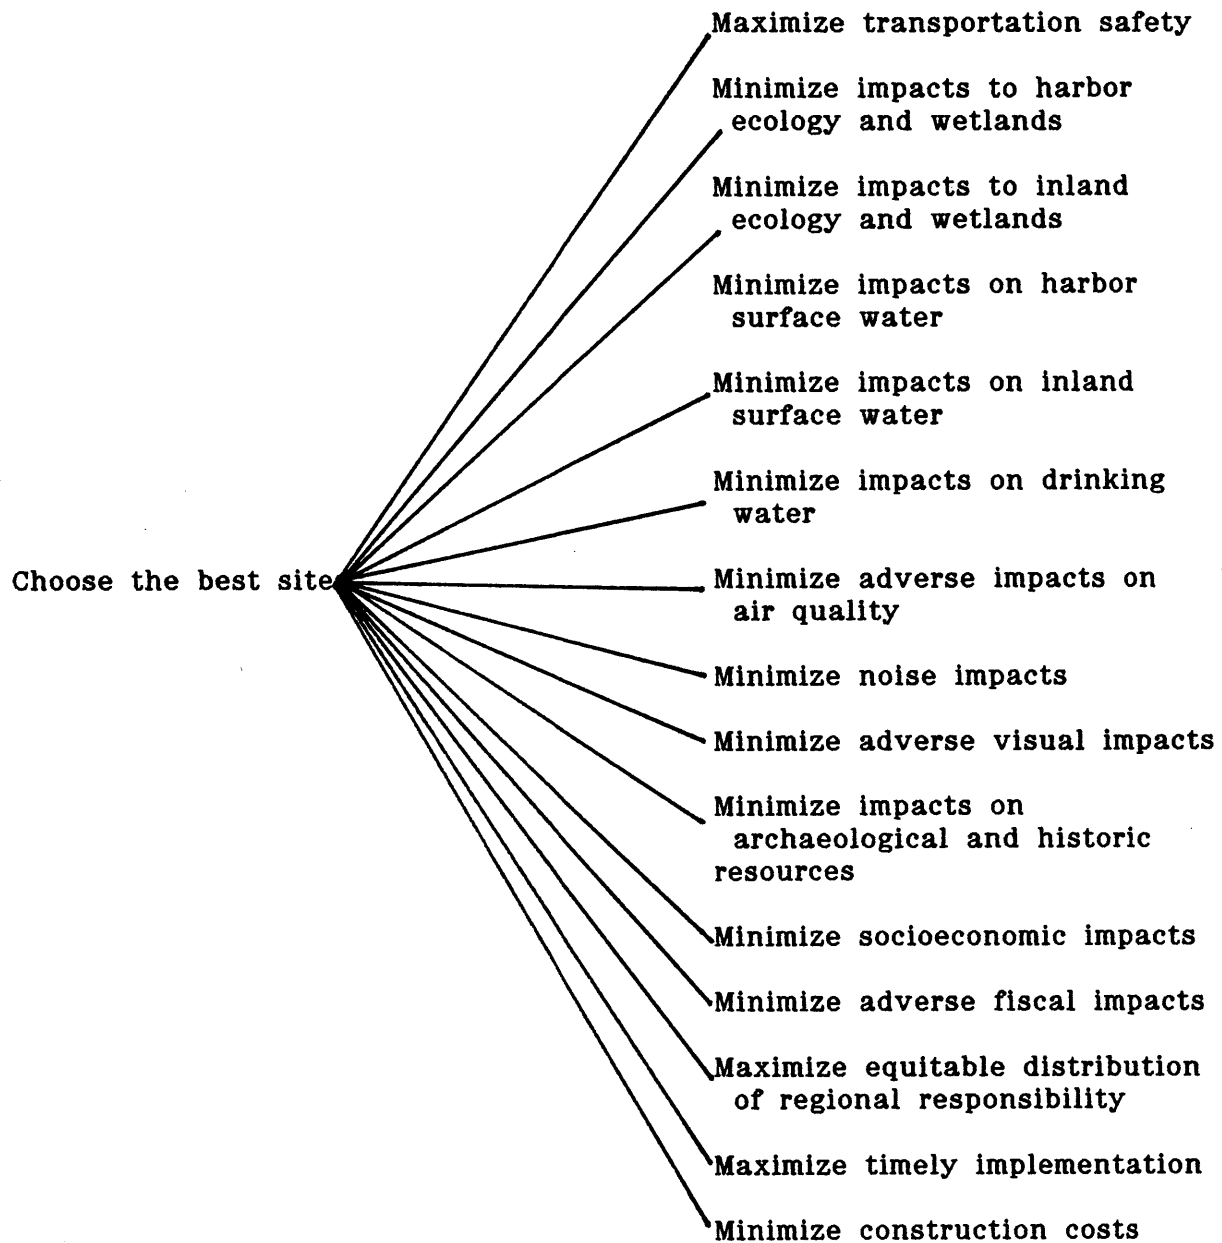 Maximize transportation safety
Minimize impacts to harbor
ecology and wetlands
Minimize impacts to inland
ecology and wetlands
Minimize impacts on harbor
surface water
Minimize impacts on inland
surface water
Minimize impacts on drinking
water
Choose the best site
Minimize adverse impacts on
air quality
Minimize noise impacts
Minimize adverse visual impacts
Minimize impacts on
archaeological and historic
resources
Minimize socioeconomic impacts
Minimize adverse fiscal impacts
Maximize equitable distribution
of regional responsibility
Maximize timely implementation
Minimize construction costs